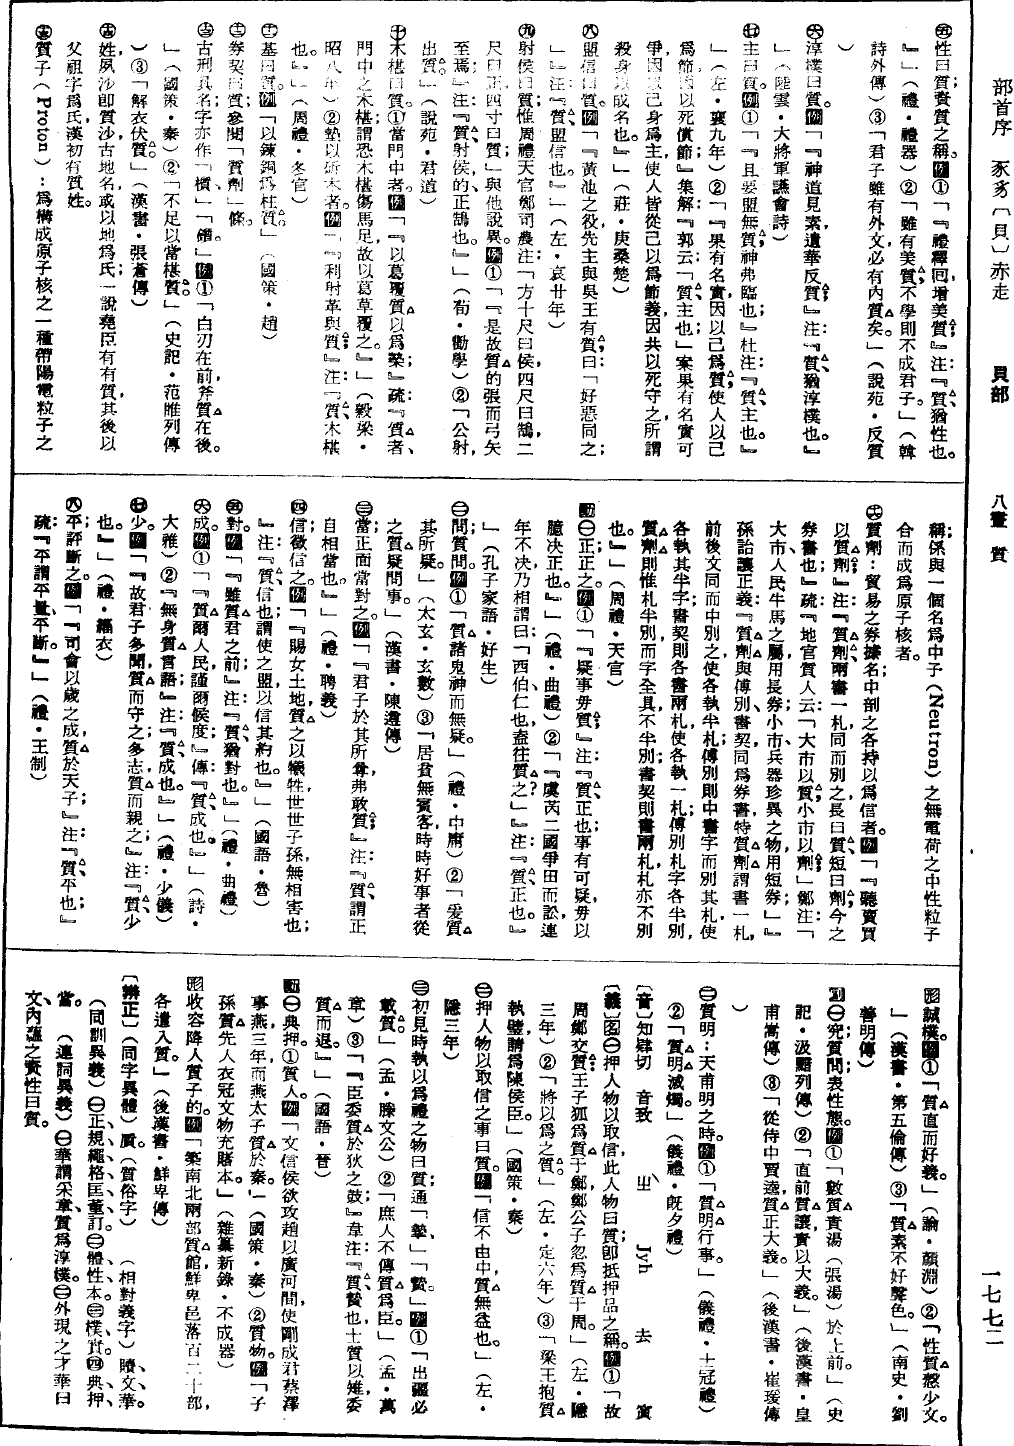 部首序　豕豸〔貝〕赤走　貝部　八畫　質　一七七二
㊄性曰質;賚質之稱。例①「『禮釋回,增美質』注:『質、猶性也。
』」(禮・禮器)②「雖有美質,不學則不成君子。」(韓
詩外傳)③「君子雖有外文,必有內質矣。」(說苑・反質
)
㊅淳樸曰質。例「『神道見素,遺華反質』注:『質、猶淳樸也。』
」(陸雲・大將軍讌會詩)
㊆主曰質。例①「『且要盟無質,神弗臨也』杜注:『質、主也。』
」(左・襄九年)②「『果有名實,因以己爲質,使人以己
爲節,因以死償節』集解:『郭云:「質、主也」案果有名實可
爭,因以己身爲主,使人皆從己以爲節義,因共以死守之,所謂
殺身以成名也。』」(莊・庚桑楚)
㊇盟信曰質。例「『黃池之役,先主與吳王有質,曰:「好惡同之;
」』注『質、盟信也。』」(左・哀廿年)
㊈射侯曰質;惟周禮天官鄭司農注:「方十尺曰侯,四尺曰鵠,二
尺曰正,四寸曰質」與他說異。例①「『是故質的張而弓矢
至焉』注:『質、射侯;的、正鵠也。』」(荀・勸學)②「公射,
出質。」(說苑・君道)
㊉木椹曰質。①當門中者。例「『以葛覆質以爲槷』疏:『質者、
門中之木椹,謂恐木椹傷馬足,故以葛草覆之。』」(穀梁・
昭八年)②墊以斫木者。例「『利射革與質』注:『質、木椹
也。』」(周禮・冬官)
基曰質。例「以鍊銅爲柱質。」(國策・趙)
券契曰質;參閱「質劑」條。
古刑具名,字亦作「櫍」、「鑕」。例①「白刃在前,斧質在後。
」(國策・秦)②「不足以當椹質。」(史記・范雎列傳
)③「解衣伏質。」(漢書・張蒼傳)
姓,夙沙即質沙,古地名,或以地爲氏;一說堯臣有有質,其後以
父祖字爲氏,漢初有質姓。
質子(Proton):爲構成原子核之一種帶陽電粒子之
稱,係與一個名爲中子(Neutron)之無電荷之中性粒子
合而成爲原子核者。
質劑:貿易之券據名,中剖之,各持以爲信者。例「『聽賣買
以質劑』注:『質劑、兩書一札,同而別之,長曰質,短曰劑,今之
券書也』疏:『地官質人云:「大市以質,小市以劑」鄭注:「
大市、人民牛馬之屬,用長券;小市、兵器珍異之物,用短券」』
孫詒讓正義:『質劑與傅別、書契同爲券書,特質劑謂書一札,
前後文同,而中別之,使各執半札;傅別則中書字而別其札,使
各執其半字;書契則各書兩札,使各執一札;傅別札字各半別,
質劑則惟札半別,而字全具,不半別;書契則書兩札,札亦不別
也。』」(周禮・天官)
動㊀正;正之。例①「『疑事毋質』注:『質、正也;事有可疑,毋以
臆決正也。』」(禮・曲禮)②「『虞芮二國爭田而訟,連
年不決,乃相謂曰:「西伯仁也,盍往質之?」』注:『質、正也。』
」(孔子家語・好生)
㊁問;質問。例①「質諸鬼神而無疑。」(禮・中庸)②「爰質
其所疑。」(太玄・玄數)③「居貧無賓客,時時好事者從
之質疑問事。」(漢書・陳遵傳)
㊂當;正面當對之。例「『君子於其所尊弗敢質』注:『質、謂正
自相當也。』」(禮・聘義)
㊃信;徵信之。例「『賜女土地,質之以犧牲,世世子孫無相害也;
』注:『質、信也,謂使之盟以信其約也。』」(國語・魯)
㊄對。例「『雖質君之前』注:『質、猶對也。』」(禮・曲禮)
㊅成。例①「『質爾人民,謹爾侯度』傳:『質、成也。』」(詩・
大雅)②「『無身質言語』注:『質、成也。』」(禮・少儀)
㊆少。例「『故君子多聞,質而守之;多志,質而親之』注:『質、少
也。』」(禮・緇衣)
㊇平;評斷之。例「『司會以歲之成質於天子』注:『質、平也』
疏:『平謂平量平斷。』」(禮・王制)
形誠樸。例①「質直而好義。」(論・顏淵)②「性質慤少文。
」(漢書・第五倫傳)③「質素不好聲色。」(南史・劉
善明傳)
副㊀究質問表性態。例①「數質責湯(張湯)於上前。」(史
記・汲黯列傳)②「直前質讓,責以大義。」(後漢書・皇
甫嵩傳)③「從侍中賈逵質正大義。」(後漢書・崔瑗傳
)
㊁質明:天甫明之時。例①「質明行事。」(儀禮・士冠禮)
②「質明滅燭。」(儀禮・既夕禮)
〔音〕知肄切　音致　ㄓ　Jyh　去　寘
〔義〕名㊀押人物以取信,此人物曰質;即抵押品之稱。例①「故
周鄭交質,王子狐爲質于鄭,鄭公子忽爲質于周。」(左・隱
三年)②「將以爲之質。」(左・定六年)③「梁王抱質
執璧,請爲陳侯臣。」(國策・秦)
㊁押人物以取信之事曰質。例「信不由中,質無益也。」(左・
隱三年)
㊂初見時執以爲禮之物曰質;通「摯」、「贄」。例①「出疆必
載質。」(孟・滕文公)②「庶人不傳質爲臣。」(孟・萬
章)③「『臣委質於狄之鼓』韋注:『質、贄也;士質以雉,委
質而退。』」(國語・晉)
動㊀典押。①質人。例「文信侯欲攻趙以廣河間,使剛成君蔡澤
事燕三年,而燕太子質於秦。」(國策・秦)②質物。例「子
孫質先人衣冠文物充賭本。」(雜纂新錄・不成器)
形收容降人質子的。例「築南北兩部質館,鮮卑邑落百二十部,
各遣入質。」(後漢書・鮮卑傳)
〔辨正〕(同字異體)貭。(質俗字)　(相對義字)贖、文、華。
(同訓異義)㊀正、規、繩、格、匡、董、訂。㊁體、性、本。㊂樸、實。㊃典、押、
當。　(連詞異義)㊀華謂采章,質爲淳樸。㊁外現之才華曰
文,內蘊之資性曰質。